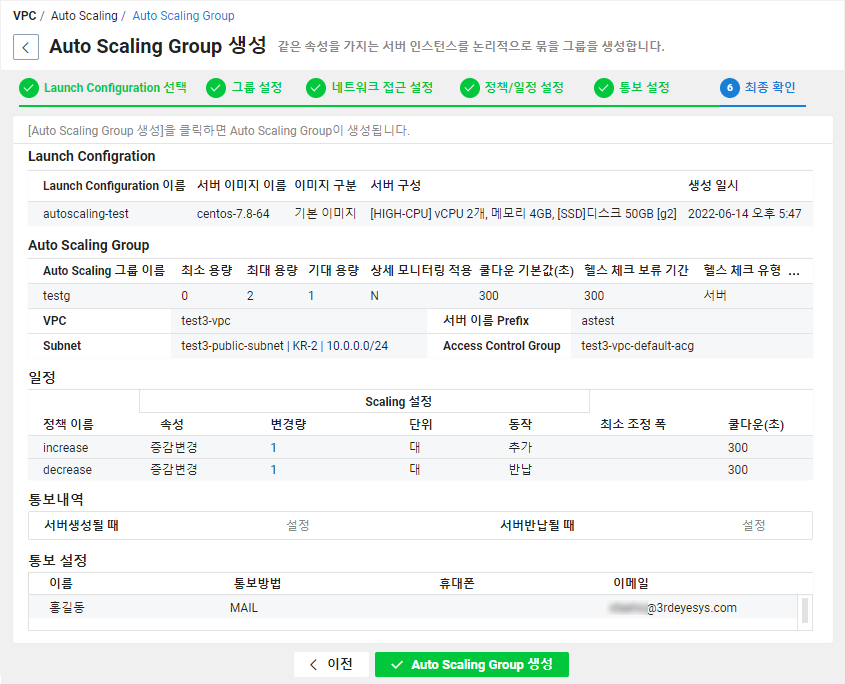 VPC / Auto Scaling / Auto Scaling Group
Auto Scaling Group 생성 같은 속성을 가지는 서버 인스턴스를 논리적으로 묶을 그룹을 생성합니다.
Launch Configuration 선택 그룹 설정 네트워크 접근 설정 정책/일정 설정 통보 설정 6 최종 확인
[Auto Scaling Group 생성]을 클릭하면 Auto Scaling Group이 생성됩니다.
Launch Configration
Launch Configuration 이름 서버 이미지 이름 이미지 구분 서버 구성 생성 일시
autoscaling-test centos-7.8-64 기본 이미지 [HIGH-CPU] vCPU 2개, 메모리 4GB, [SSD]디스크 50GB [g2] 2022-06-14 오후 5:47
Auto Scaling Group
Auto Scaling 그룹 이름 최소 용량 최대 용량 기대 용량 상세 모니터링 적용 쿨다운 기본값(초) 헬스 체크 보류 기간 헬스 체크 유형 ...
testg 0 2 1 N 300 300 서버
VPC test3-vpc 서버 이름 Prefix astest
Subnet test3-public-subnet | KR-2 | 10.0.0.0/24 Access Control Group test3-vpc-default-acg
일정
Scaling 설정
정책 이름 속성 변경량 단위 동작 최소 조정 폭 쿨다운(초)
increase 증감변경 1 대 추가 300
decrease 증감변경 1 대 반납 300
통보내역
서버생성될 때 설정 서버반납될 때 설정
통보 설정
이름 통보방법 휴대폰 이메일
홍길동 MAIL @3rdeyesys.com
이전 Auto Scaling Group 생성